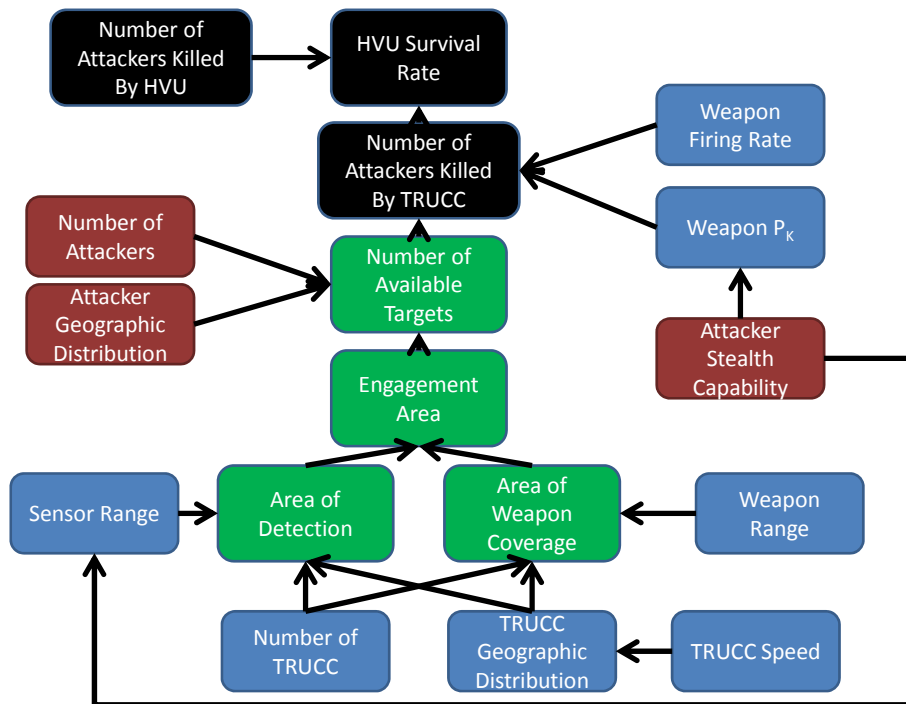 Number of
Attackers Killed
By HVU
HVU Survival
Rate
Number of
Attackers Killed
By TRUCC
Weapon
Firing Rate
Number of
Attackers
Weapon PK
Number of
Available
Targets
Attacker
Geographic
Distribution
Attacker
Stealth
Capability
Engagement
Area
Sensor Range
Area of
Detection
Area of
Weapon
Coverage
Weapon
Range
Number of
TRUCC
TRUCC
Geographic
Distribution
TRUCC Speed